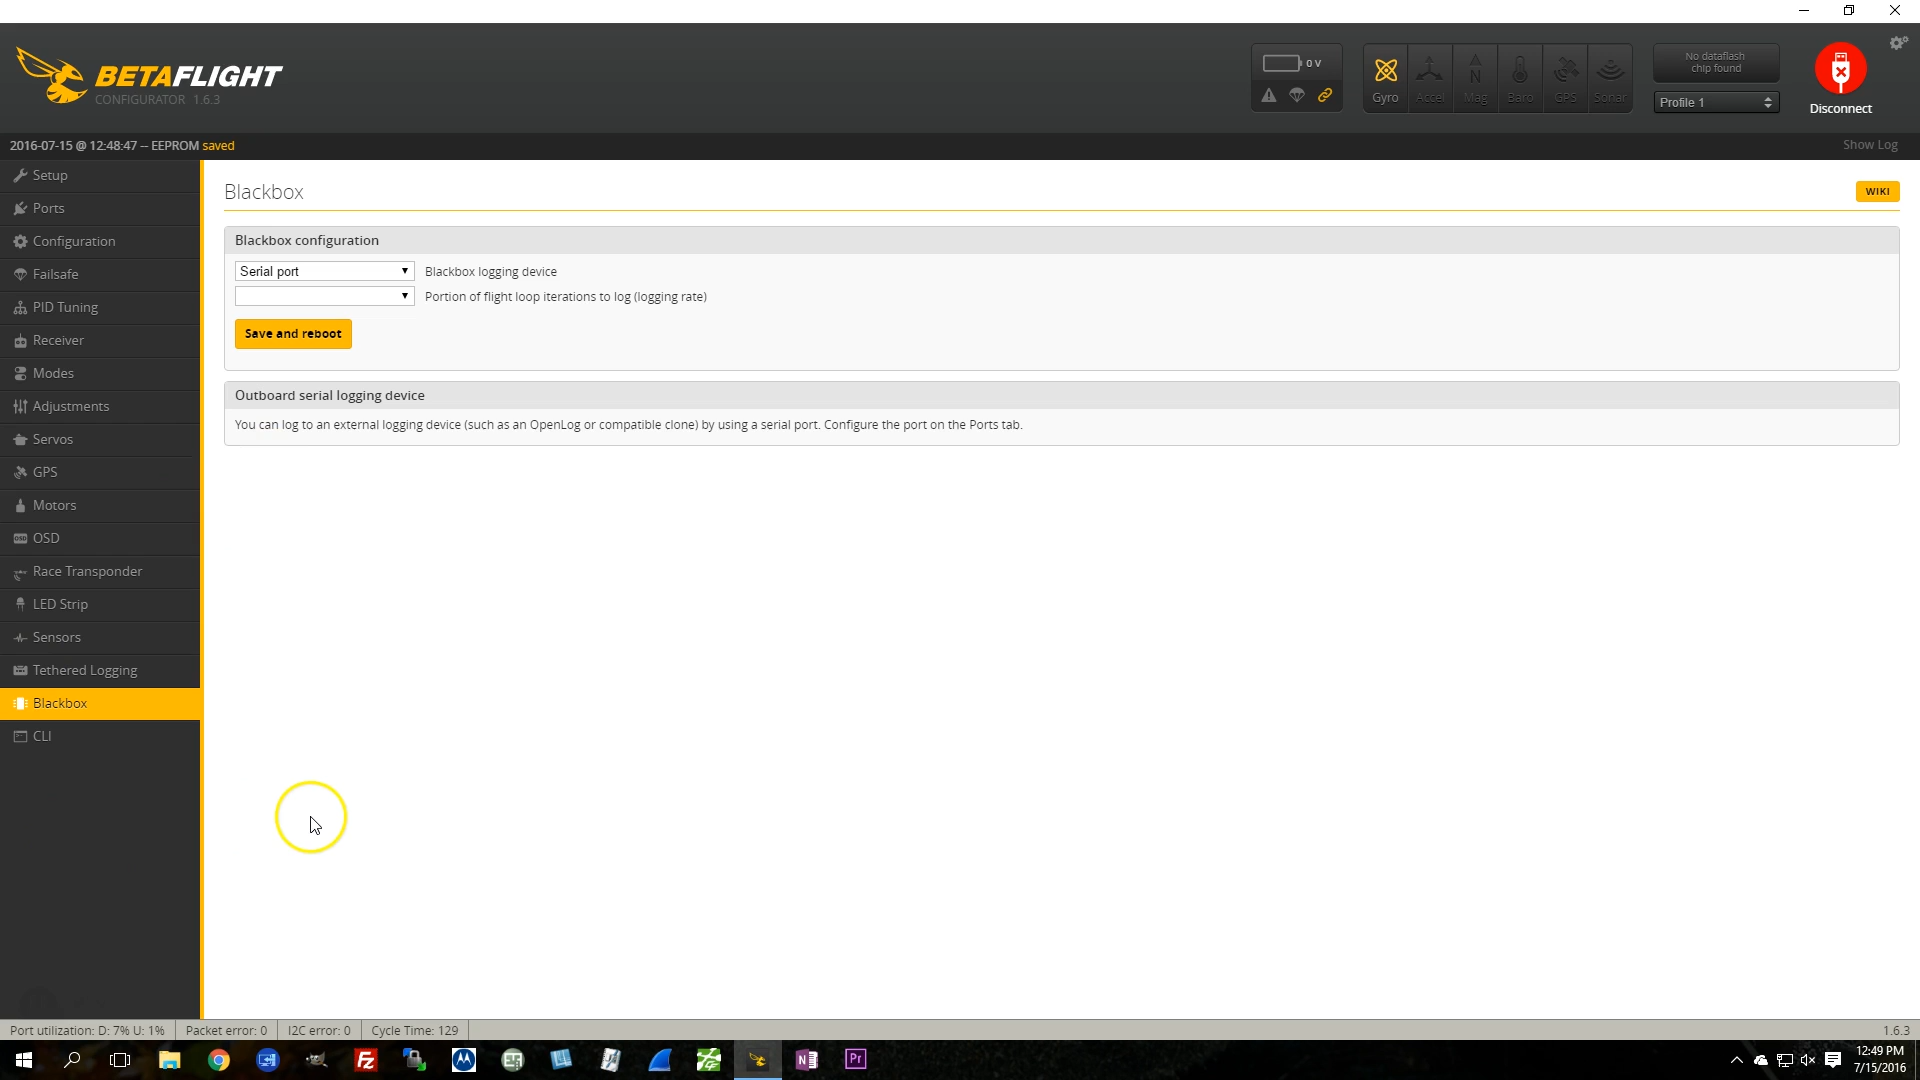 BETAFLIGHT
CONFIGURATOR 1.6.3
0 V
Gyro
Accel
Mag
Baro
GPS
Sonar
No dataflash
chip found
Profile 1
Disconnect
2016-07-15 @ 12:48:47 -- EEPROM saved
Show Log
Setup
Ports
Configuration
Failsafe
PID Tuning
Receiver
Modes
Adjustments
Servos
GPS
Motors
OSD
Race Transponder
LED Strip
Sensors
Tethered Logging
Blackbox
CLI
Blackbox
WIKI
Blackbox configuration
Serial port Blackbox logging device
Portion of flight loop iterations to log (logging rate)
Save and reboot
Outboard serial logging device
You can log to an external logging device (such as an OpenLog or compatible clone) by using a serial port. Configure the port on the Ports tab.
Port utilization: D: 7% U: 1% Packet error: 0 I2C error: 0 Cycle Time: 129
1.6.3
12:49 PM
7/15/2016